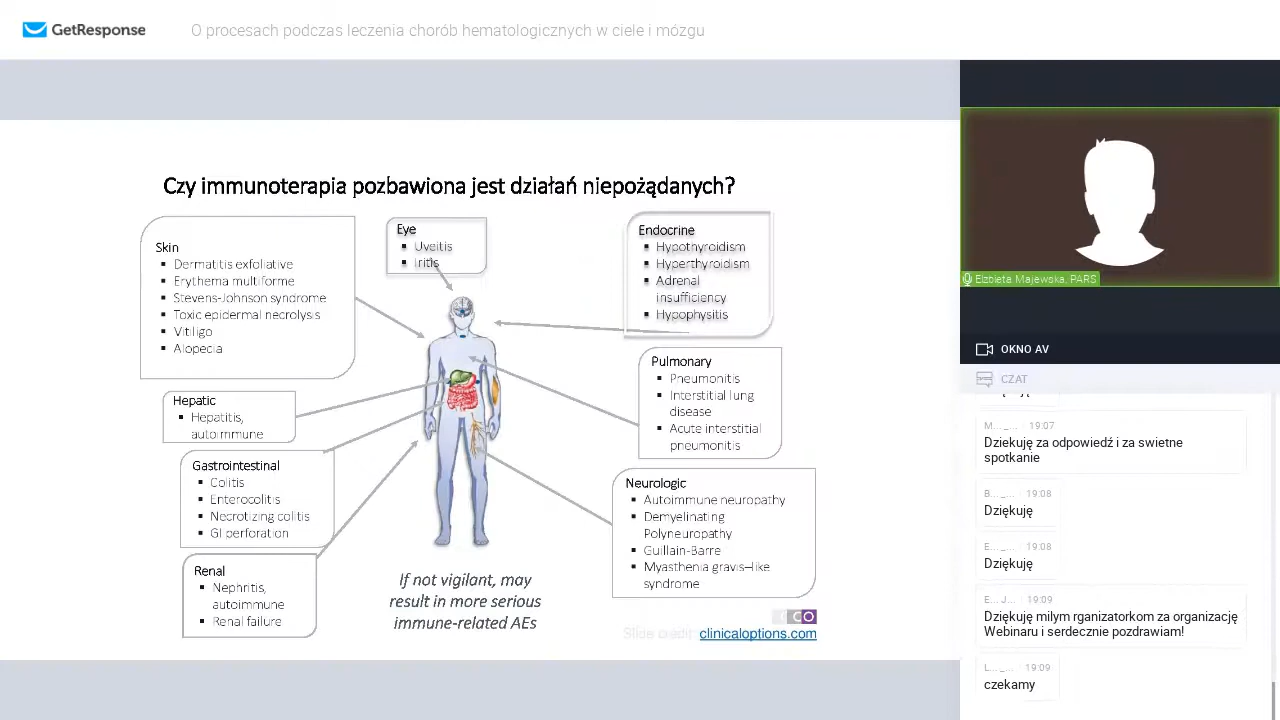 GetResponse
O procesach podczas leczenia chorób hematologicznych w ciele i mózgu
Czy immunoterapia pozbawiona jest działań niepożądanych?
Skin
▪ Dermatitis exfoliative
▪ Erythema multiforme
▪ Stevens-Johnson syndrome
▪ Toxic epidermal necrolysis
▪ Vitiligo
▪ Alopecia
Eye
▪ Uveitis
▪ Iritis
Endocrine
▪ Hypothyroidism
▪ Hyperthyroidism
▪ Adrenal
insufficiency
▪ Hypophysitis
Hepatic
▪ Hepatitis,
autoimmune
Pulmonary
▪ Pneumonitis
▪ Interstitial lung
disease
▪ Acute interstitial
pneumonitis
Gastrointestinal
▪ Colitis
▪ Enterocolitis
▪ Necrotizing colitis
▪ GI perforation
Neurologic
▪ Autoimmune neuropathy
▪ Demyelinating
Polyneuropathy
▪ Guillain-Barre
▪ Myasthenia gravis–like
syndrome
Renal
▪ Nephritis,
autoimmune
▪ Renal failure
If not vigilant, may
result in more serious
immune-related AEs
CCO
Slide credit: clinicaloptions.com
Elżbieta Majewska, PARS
OKNO AV
CZAT
M... _... 19:07
Dziekuję za odpowiedź i za swietne
spotkanie
B... _... 19:08
Dziękuję
E... _... 19:08
Dziękuję
E... J... 19:09
Dziękuję milym rganizatorkom za organizację
Webinaru i serdecznie pozdrawiam!
L... _... 19:09
czekamy